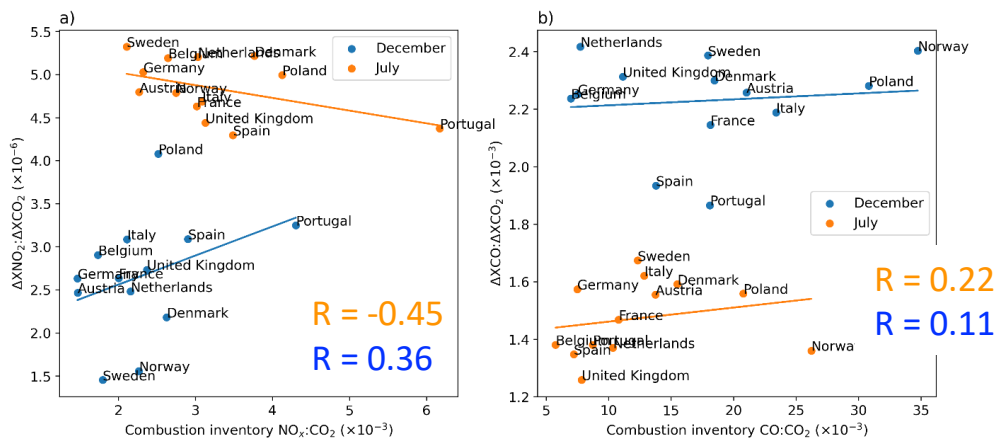 a)
ΔXNO₂:ΔXCO₂ (×10⁻⁶)
5.5
5.0
4.5
4.0
3.5
3.0
2.5
2.0
1.5
December
July
Sweden
Belgium
Netherlands
Denmark
Germany
Poland
Austria
Norway
Italy
France
United Kingdom
Spain
Portugal
Poland
Portugal
Italy
Spain
Belgium
United Kingdom
Germany
France
Austria
Netherlands
Denmark
Norway
Sweden
R = -0.45
R = 0.36
2
3
4
5
6
Combustion inventory NOₓ:CO₂ (×10⁻³)
b)
ΔXCO:ΔXCO₂ (×10⁻³)
2.4
2.2
2.0
1.8
1.6
1.4
1.2
Netherlands
Sweden
Norway
United Kingdom
Denmark
Poland
Germany
Belgium
Austria
Italy
France
Spain
Portugal
December
July
Sweden
Italy
Denmark
Germany
Austria
Poland
France
Belgium
Portugal
Netherlands
Spain
Norwa
United Kingdom
R = 0.22
R = 0.11
5
10
15
20
25
30
35
Combustion inventory CO:CO₂ (×10⁻³)